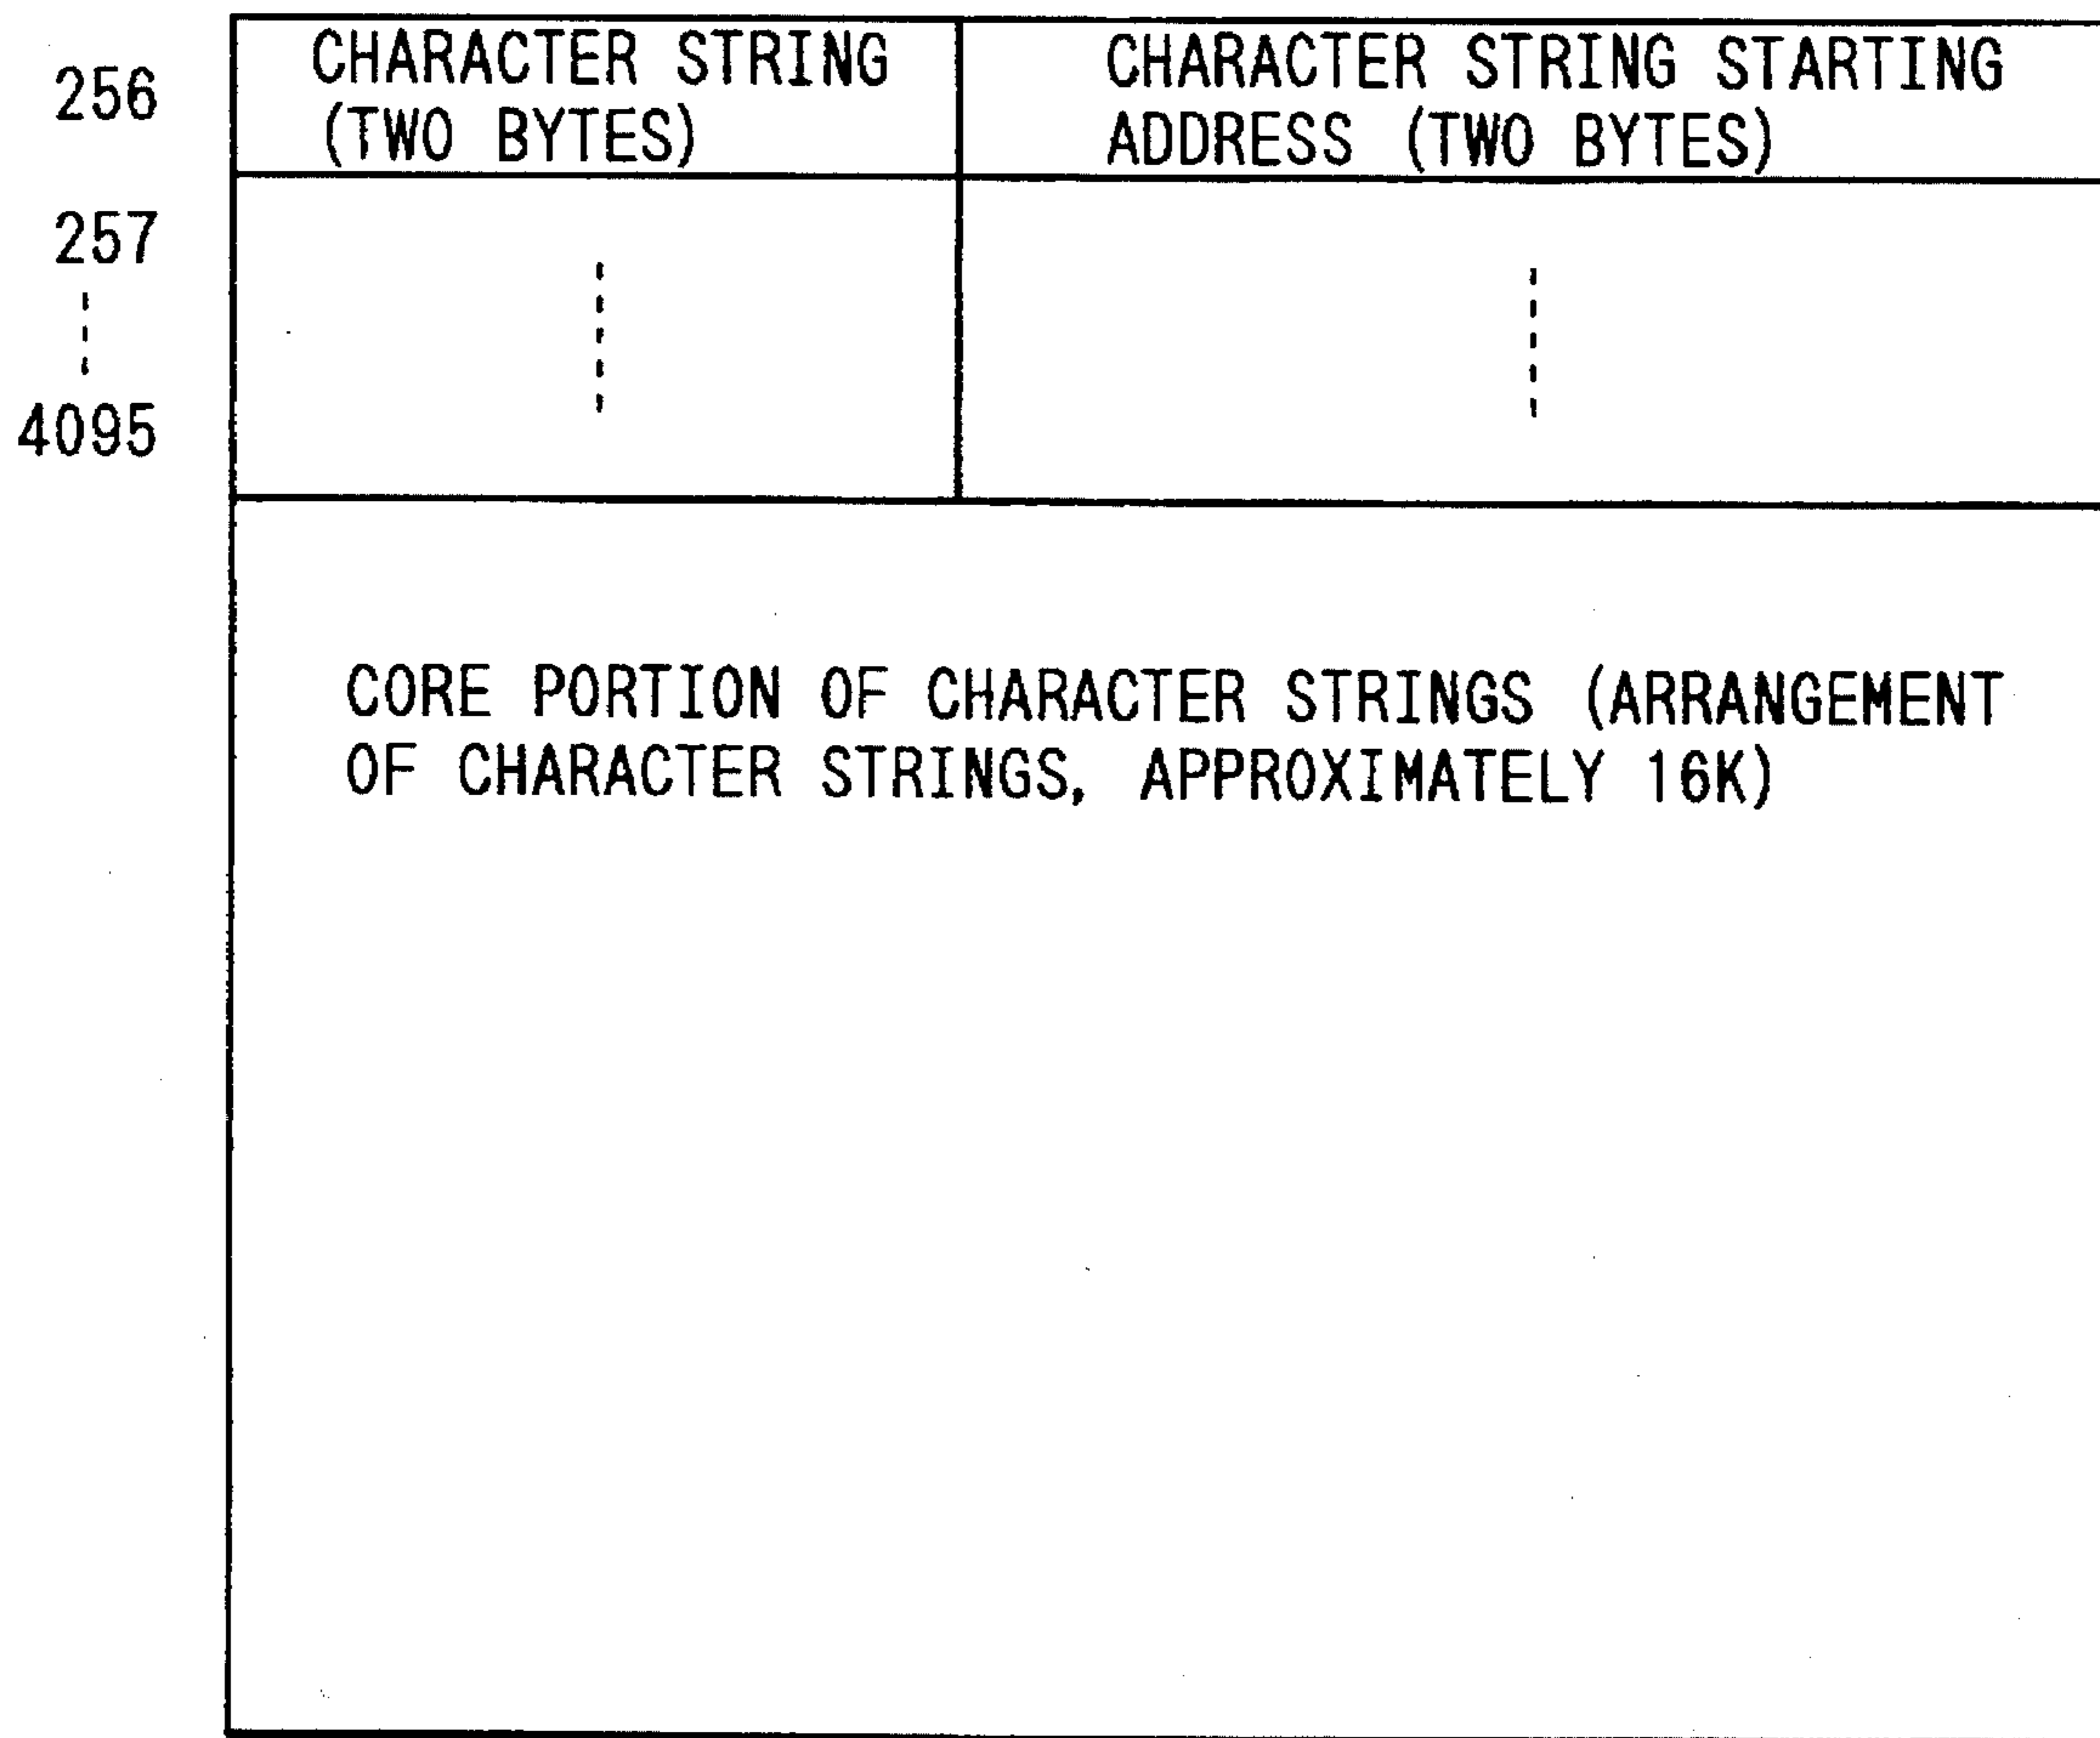 256
CHARACTER STRING
(TWO BYTES)
CHARACTER STRING STARTING
ADDRESS (TWO BYTES)
257
4095
CORE PORTION OF CHARACTER STRINGS (ARRANGEMENT
OF CHARACTER STRINGS, APPROXIMATELY 16K)